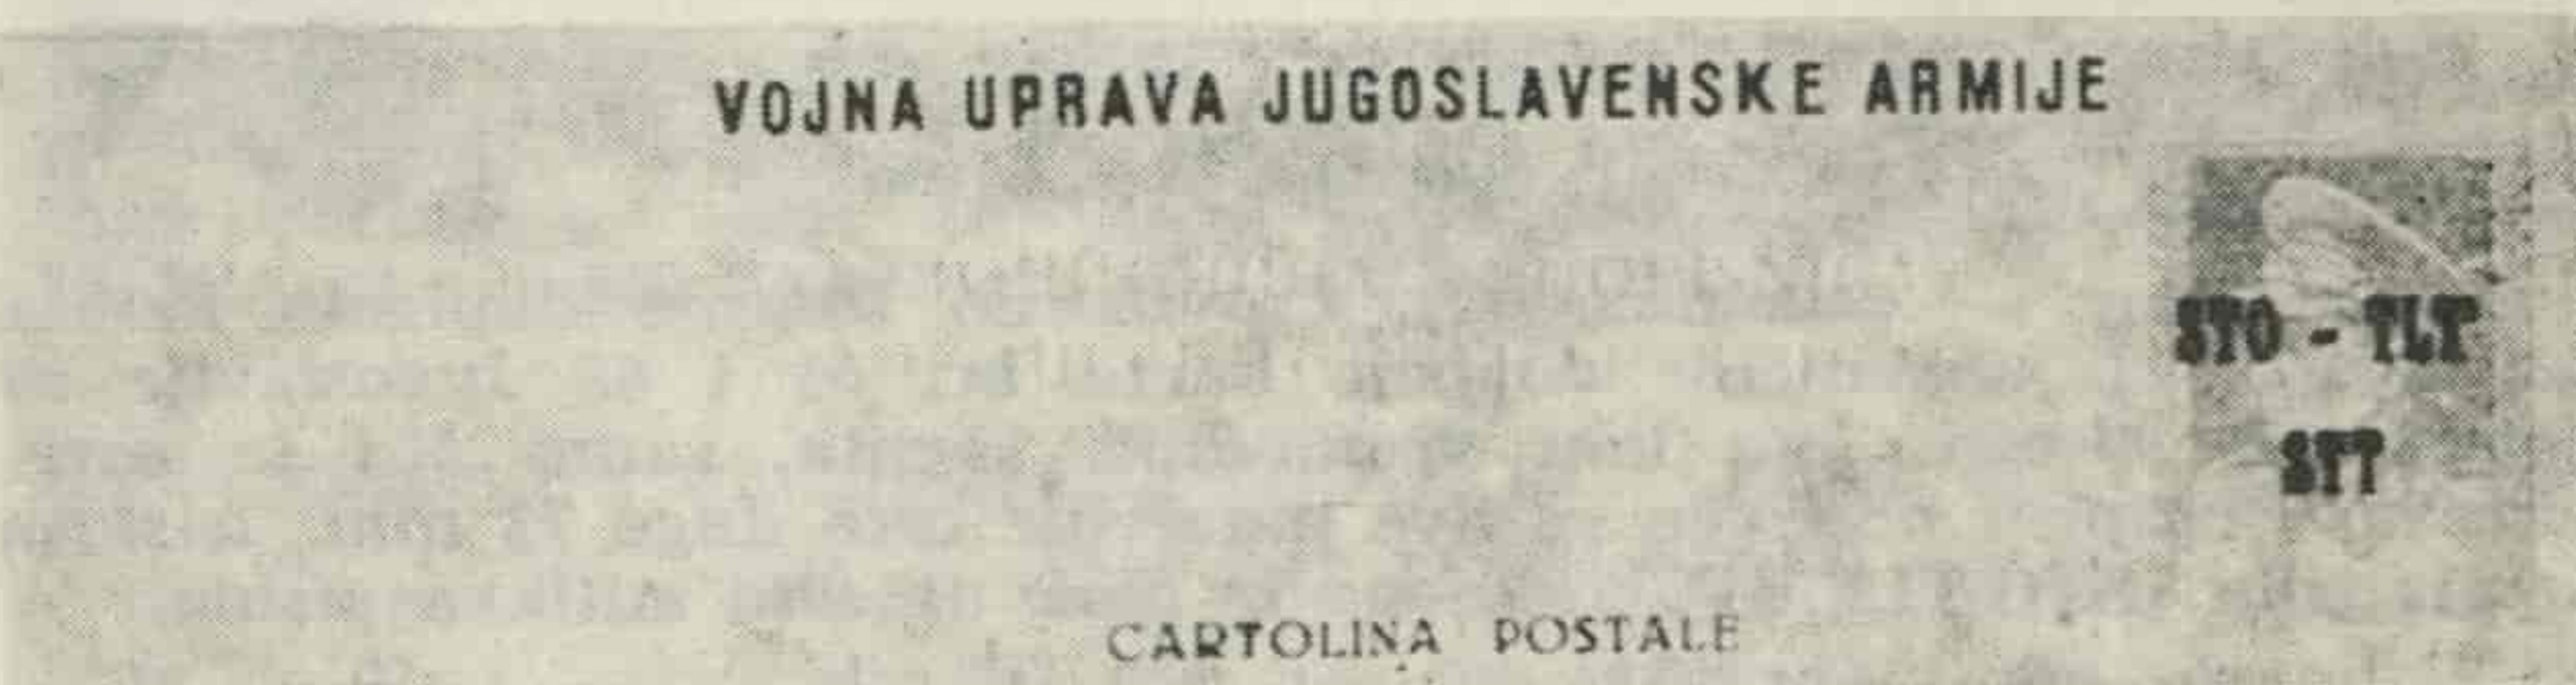 VOJNA UPRAVA JUGOSLAVENSKE ARMIJE
STO - TLT
STT
CARTOLINA POSTALE